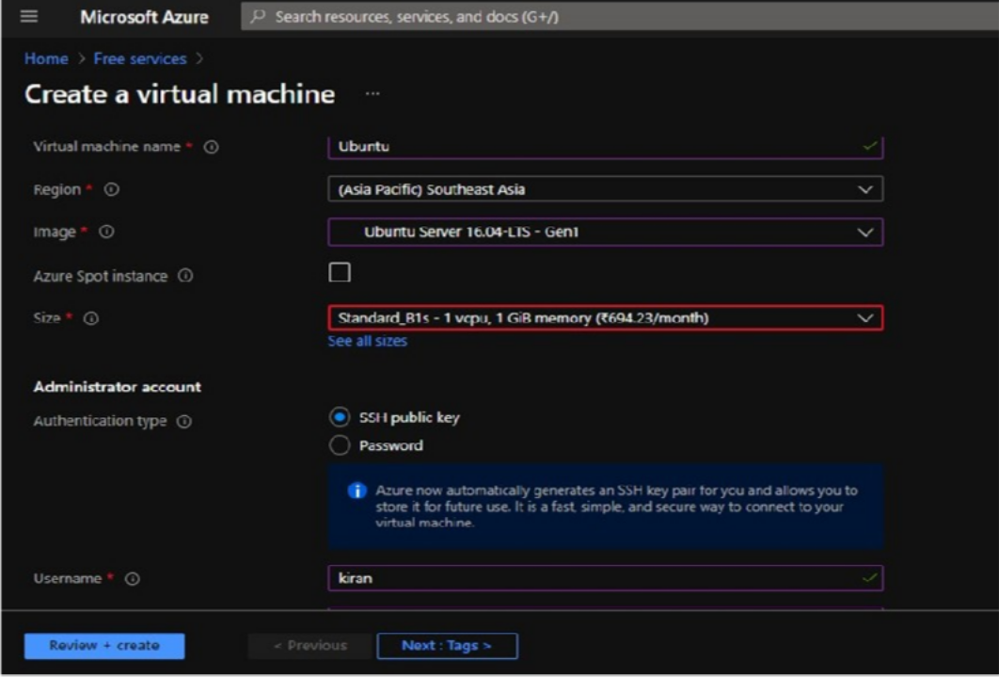 Microsoft Azure
Search resources, services, and docs (G+/)
Home > Free services >
Create a virtual machine ...
Virtual machine name * Ubuntu
Region * (Asia Pacific) Southeast Asia
Image * Ubuntu Server 16.04-LTS - Gen1
Azure Spot instance
Size * Standard_B1s - 1 vcpu, 1 GiB memory (₹694.23/month)
See all sizes
Administrator account
Authentication type
SSH public key
Password
Azure now automatically generates an SSH key pair for you and allows you to
store it for future use. It is a fast, simple, and secure way to connect to your
virtual machine.
Username * kiran
Review + create
< Previous
Next : Tags >